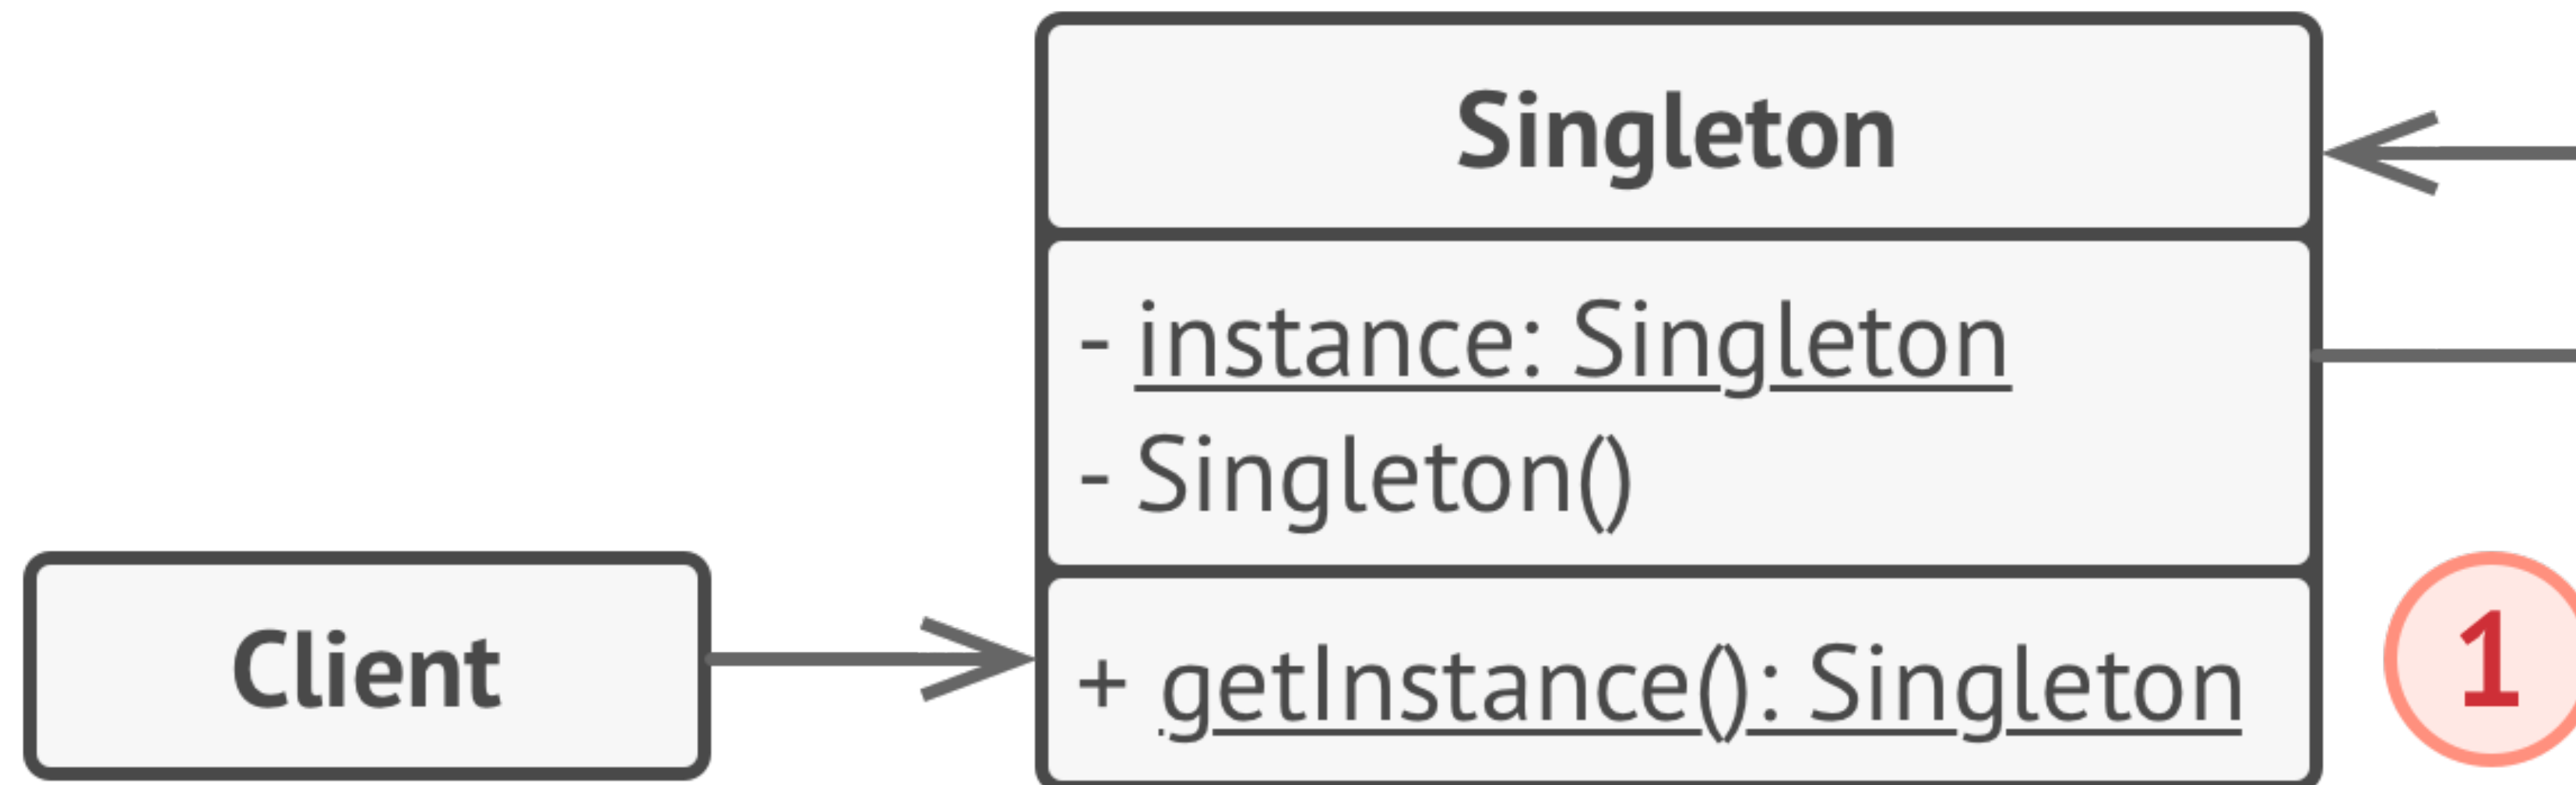 Singleton
- instance: Singleton
- Singleton()
Client
+ getInstance(): Singleton
1